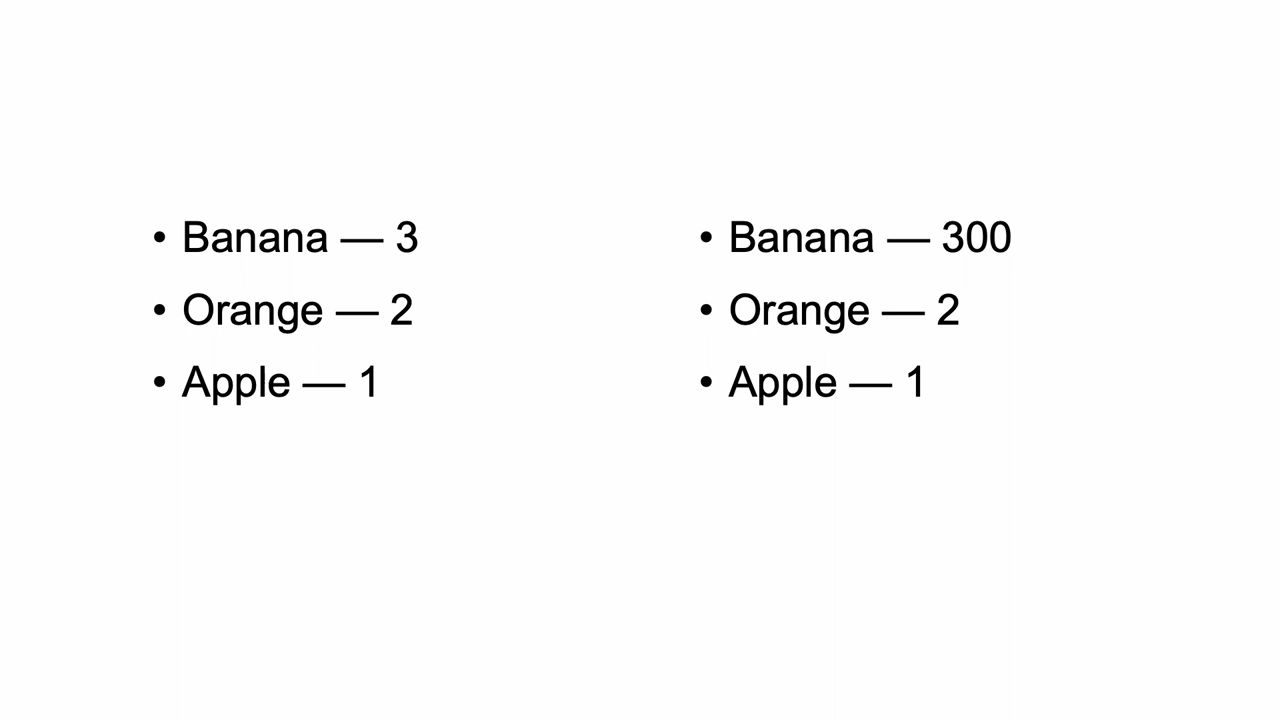 • Banana — 3
• Orange — 2
• Apple — 1
• Banana — 300
• Orange — 2
• Apple — 1